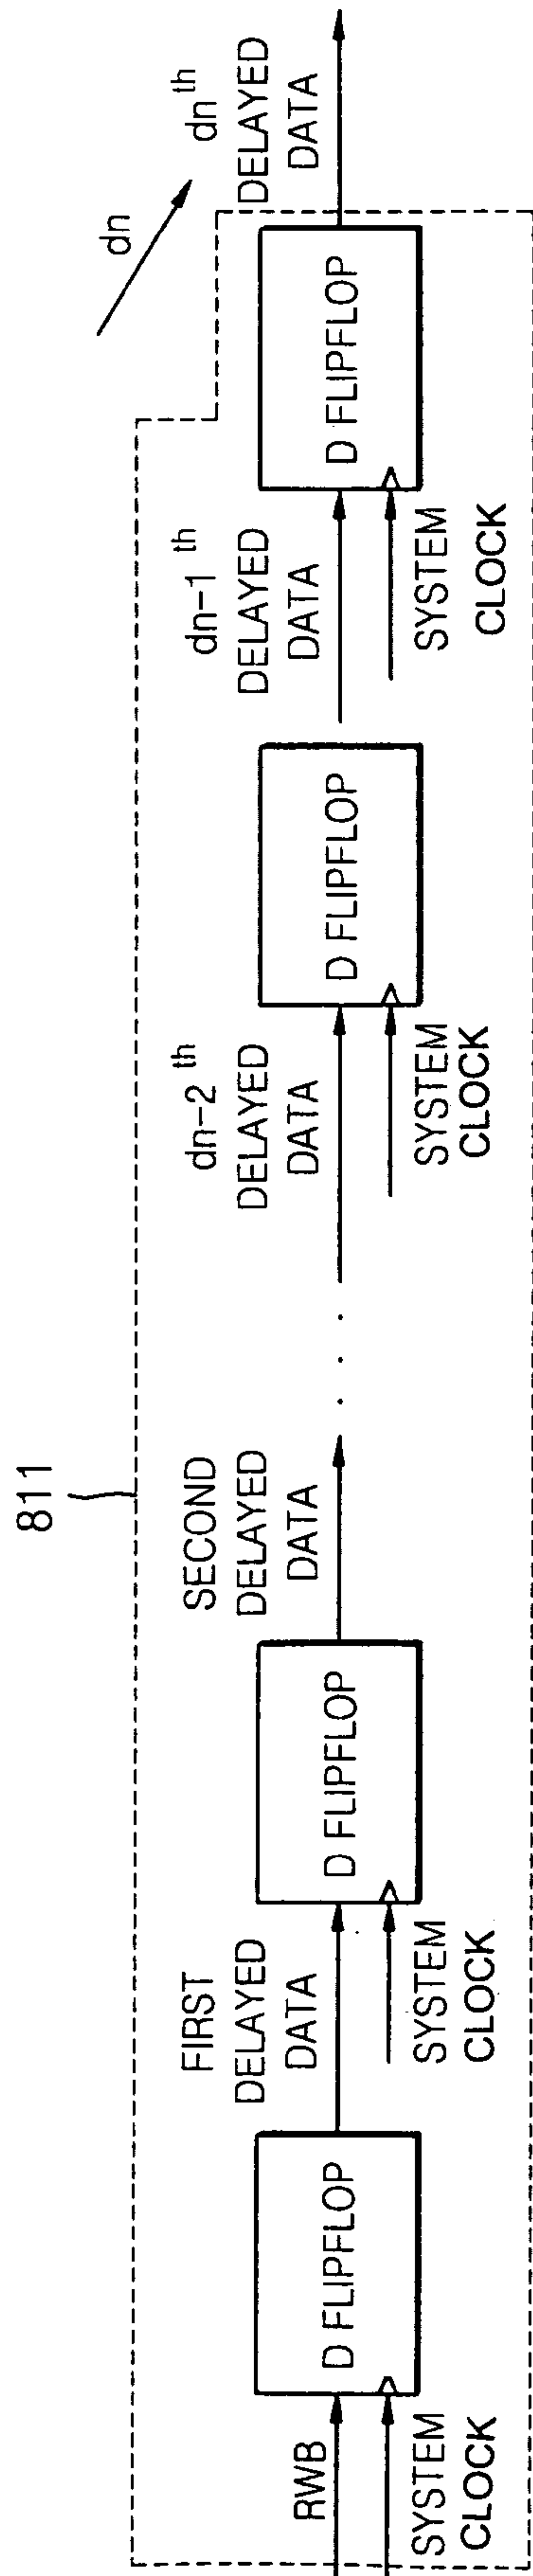 811
dn
RWB
SYSTEM
CLOCK
D FLIPFLOP
FIRST
DELAYED
DATA
SYSTEM
CLOCK
D FLIPFLOP
SECOND
DELAYED
DATA
. . .
dn-2 th
DELAYED
DATA
SYSTEM
CLOCK
D FLIPFLOP
dn-1 th
DELAYED
DATA
SYSTEM
CLOCK
D FLIPFLOP
dn th
DELAYED
DATA